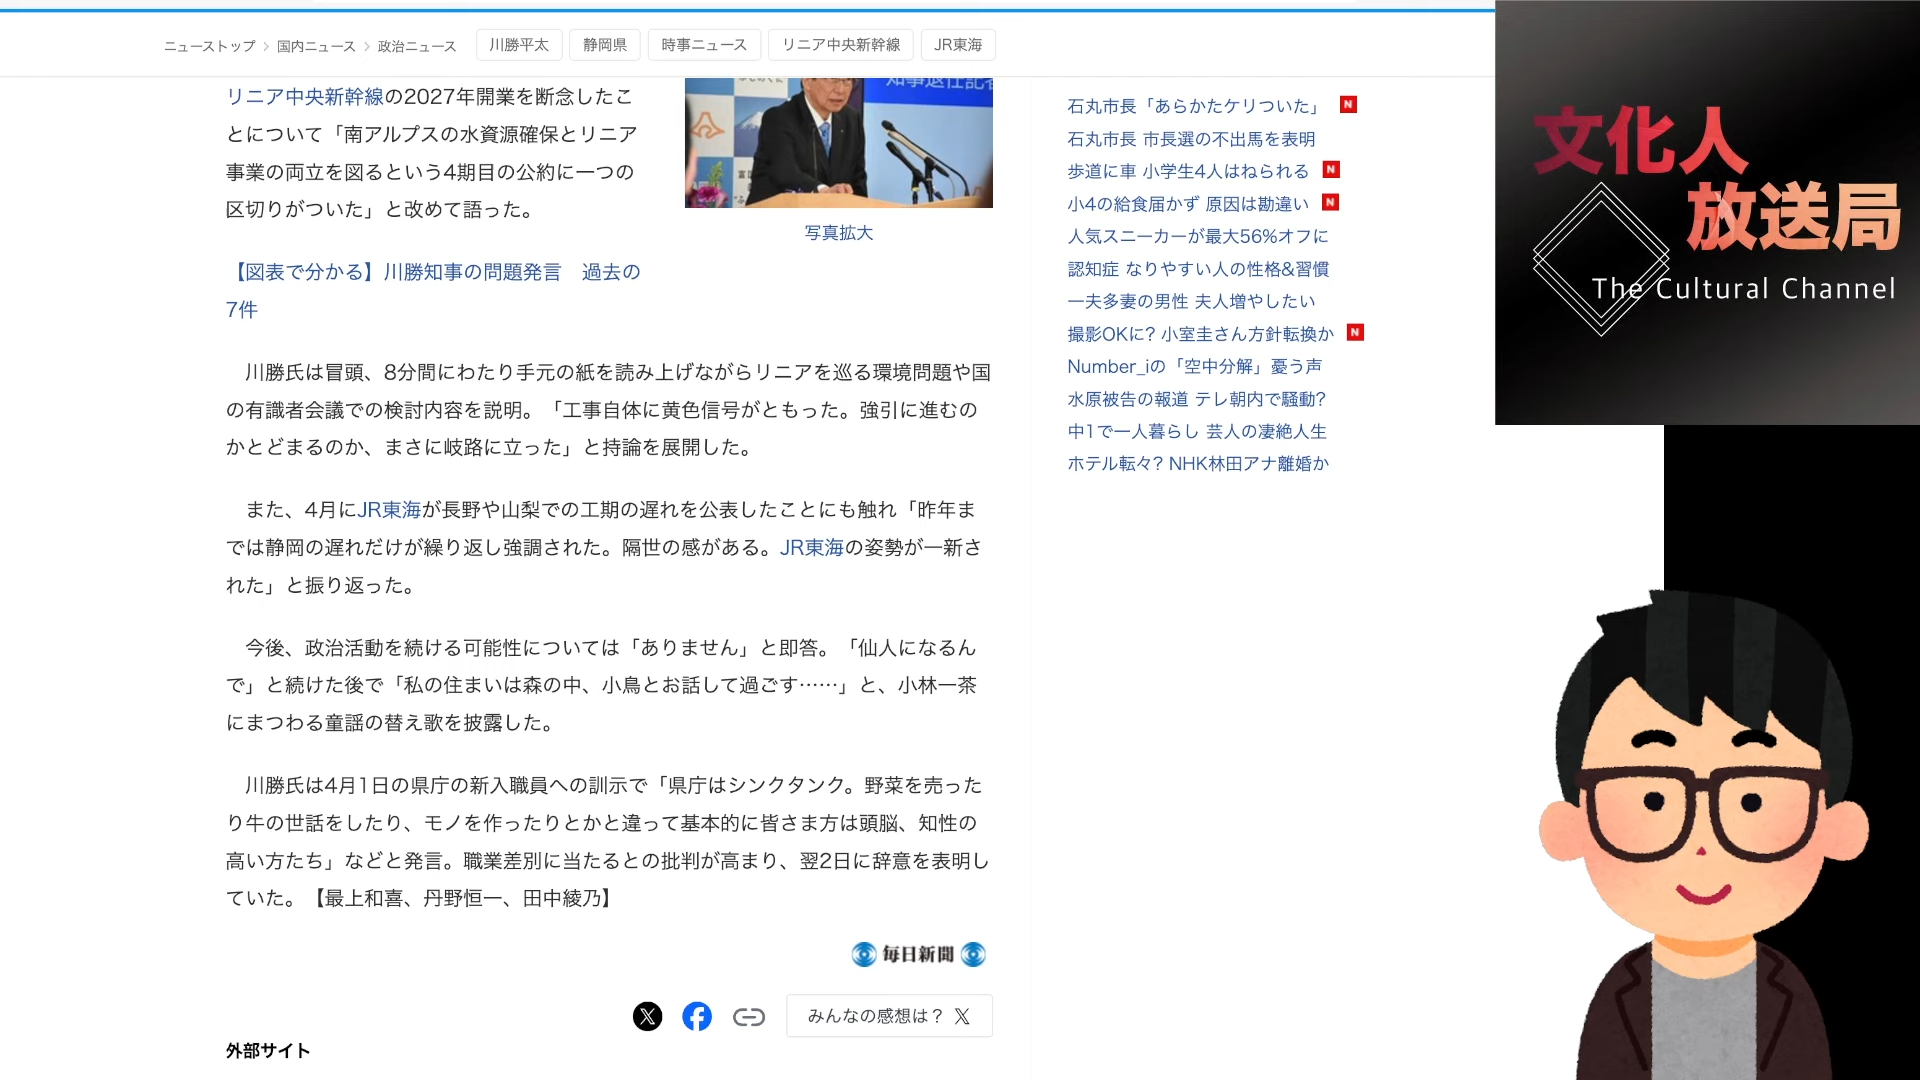 ニューストップ > 国内ニュース > 政治ニュース 川勝平太 静岡県 時事ニュース リニア中央新幹線 JR東海
リニア中央新幹線の2027年開業を断念したこ
とについて「南アルプスの水資源確保とリニア
事業の両立を図るという4期目の公約に一つの
区切りがついた」と改めて語った。
写真拡大
【図表で分かる】川勝知事の問題発言　過去の
7件
川勝氏は冒頭、8分間にわたり手元の紙を読み上げながらリニアを巡る環境問題や国
の有識者会議での検討内容を説明。「工事自体に黄色信号がともった。強引に進むの
かとどまるのか、まさに岐路に立った」と持論を展開した。
また、4月にJR東海が長野や山梨での工期の遅れを公表したことにも触れ「昨年ま
では静岡の遅れだけが繰り返し強調された。隔世の感がある。JR東海の姿勢が一新さ
れた」と振り返った。
今後、政治活動を続ける可能性については「ありません」と即答。「仙人になるん
で」と続けた後で「私の住まいは森の中、小鳥とお話して過ごす……」と、小林一茶
にまつわる童謡の替え歌を披露した。
川勝氏は4月1日の県庁の新入職員への訓示で「県庁はシンクタンク。野菜を売った
り牛の世話をしたり、モノを作ったりとかと違って基本的に皆さま方は頭脳、知性の
高い方たち」などと発言。職業差別に当たるとの批判が高まり、翌2日に辞意を表明し
ていた。【最上和喜、丹野恒一、田中綾乃】
毎日新聞
みんなの感想は？ X
外部サイト
石丸市長「あらかたケリついた」 N
石丸市長 市長選の不出馬を表明
歩道に車 小学生4人はねられる N
小4の給食届かず 原因は勘違い N
人気スニーカーが最大56%オフに
認知症 なりやすい人の性格&習慣
一夫多妻の男性 夫人増やしたい
撮影OKに? 小室圭さん方針転換か N
Number_iの「空中分解」憂う声
水原被告の報道 テレ朝内で騒動?
中1で一人暮らし 芸人の凄絶人生
ホテル転々? NHK林田アナ離婚か
文化人
放送局
The Cultural Channel